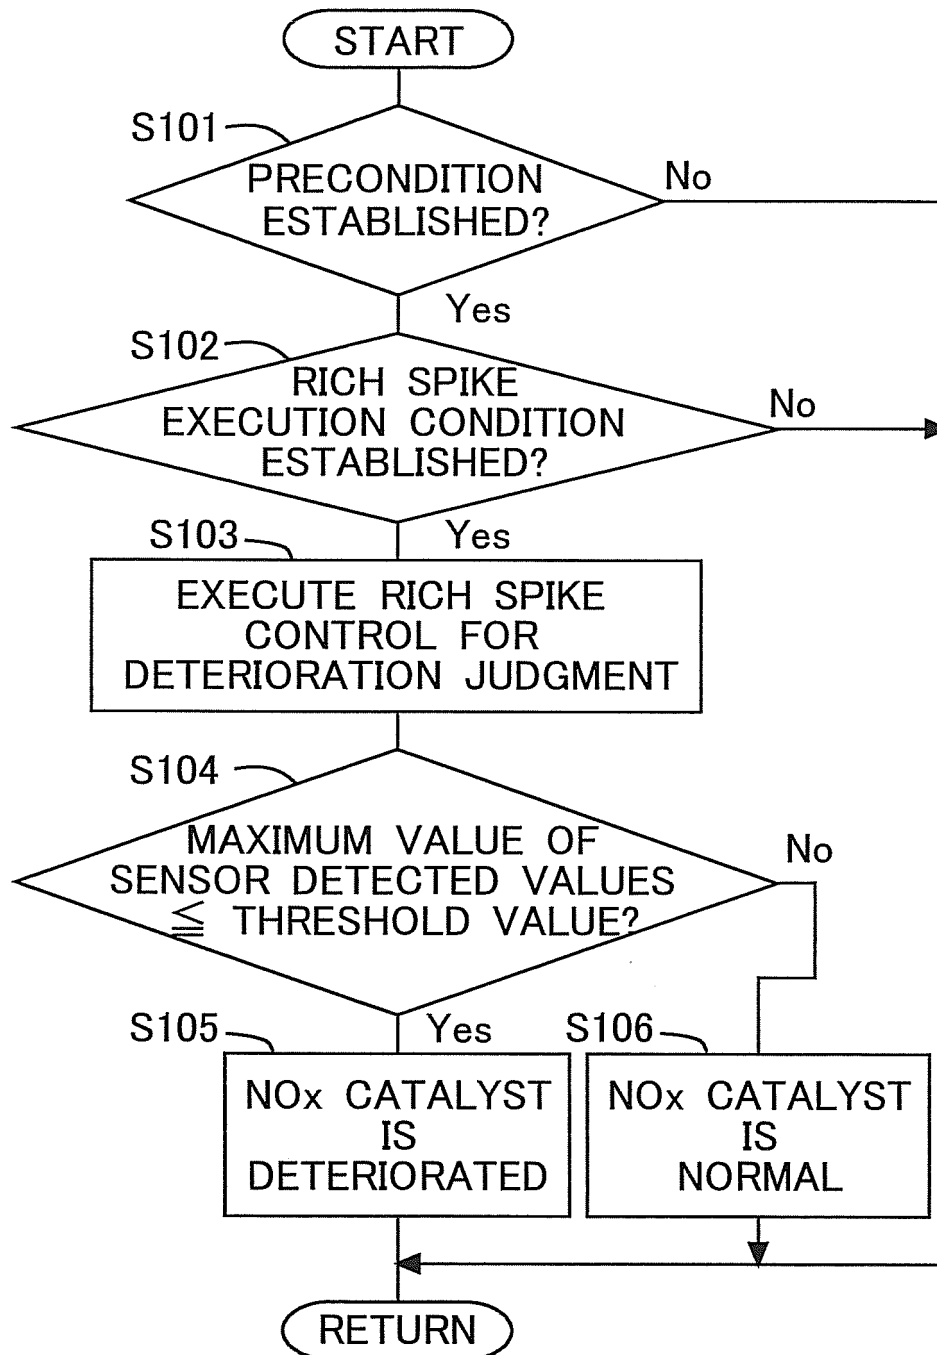 START
S101
PRECONDITION
ESTABLISHED?
No
Yes
S102
RICH SPIKE
EXECUTION CONDITION
ESTABLISHED?
No
Yes
S103
EXECUTE RICH SPIKE
CONTROL FOR
DETERIORATION JUDGMENT
S104
MAXIMUM VALUE OF
SENSOR DETECTED VALUES
≦ THRESHOLD VALUE?
No
Yes
S105
NOx CATALYST
IS
DETERIORATED
S106
NOx CATALYST
IS
NORMAL
RETURN